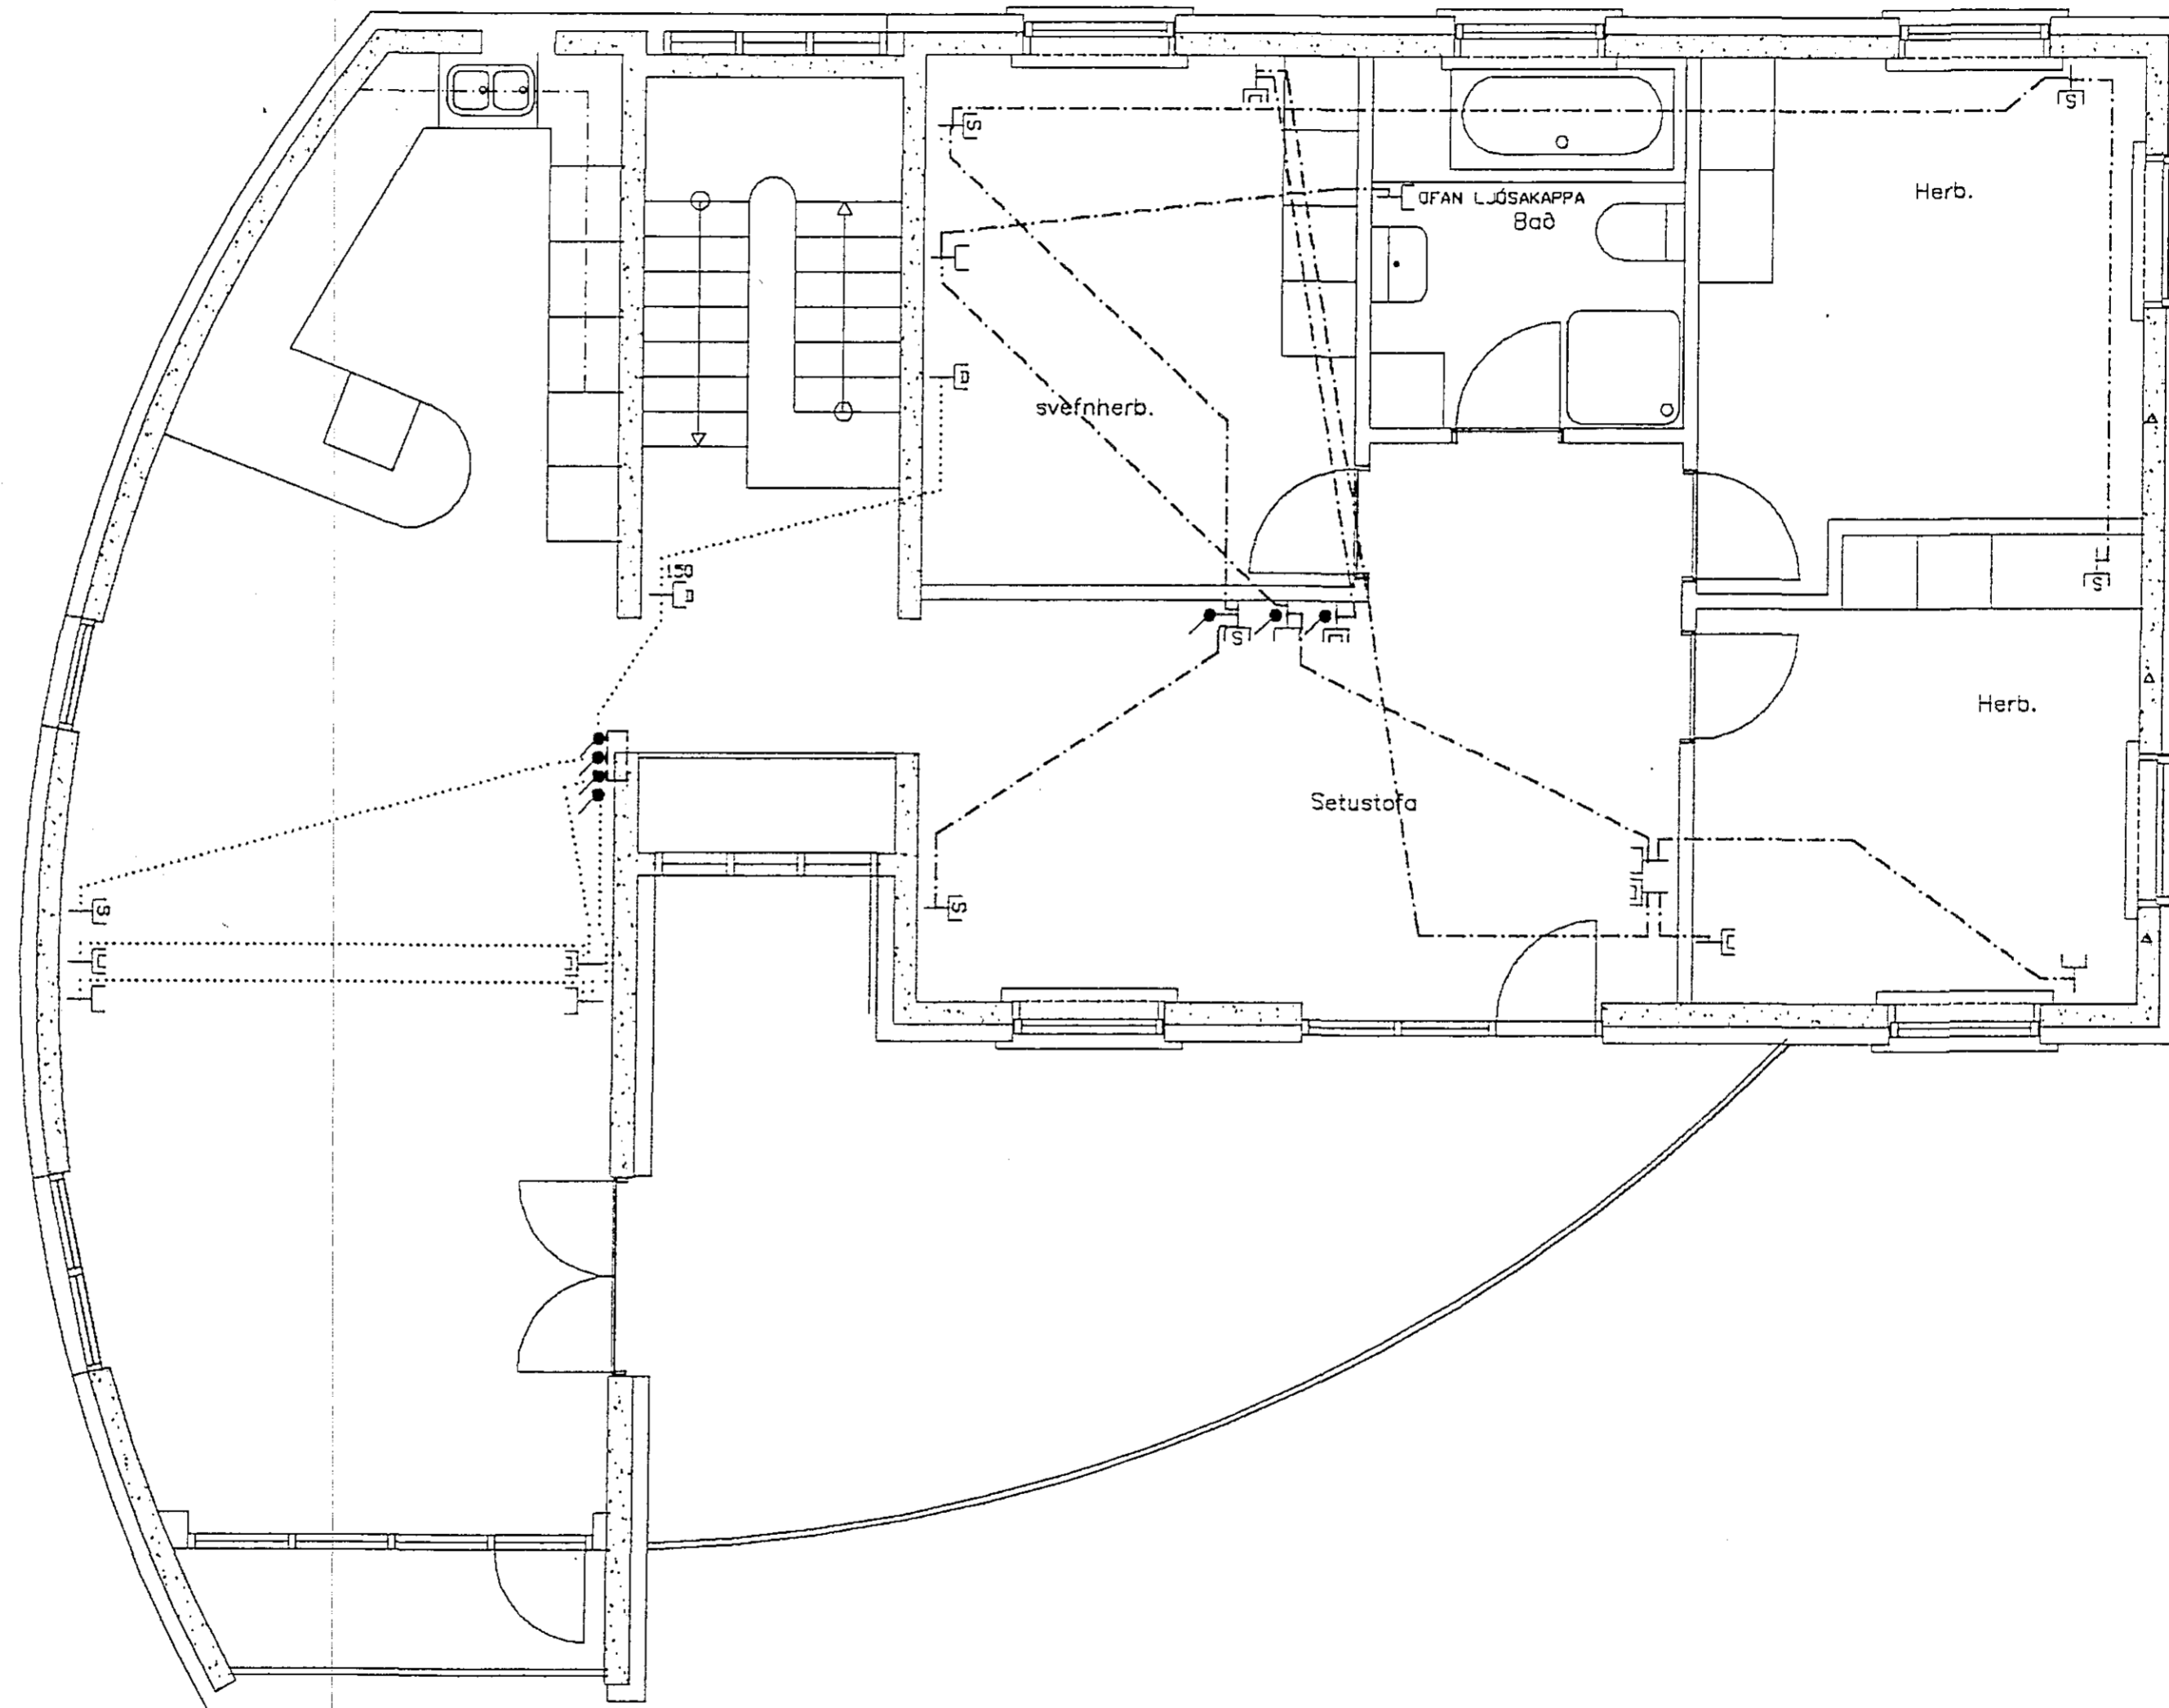 Herb.
OFAN LJÓSAKAPPA
Bað
svefnherb.
Herb.
Setustofa
S
S
D
S
S
S
S